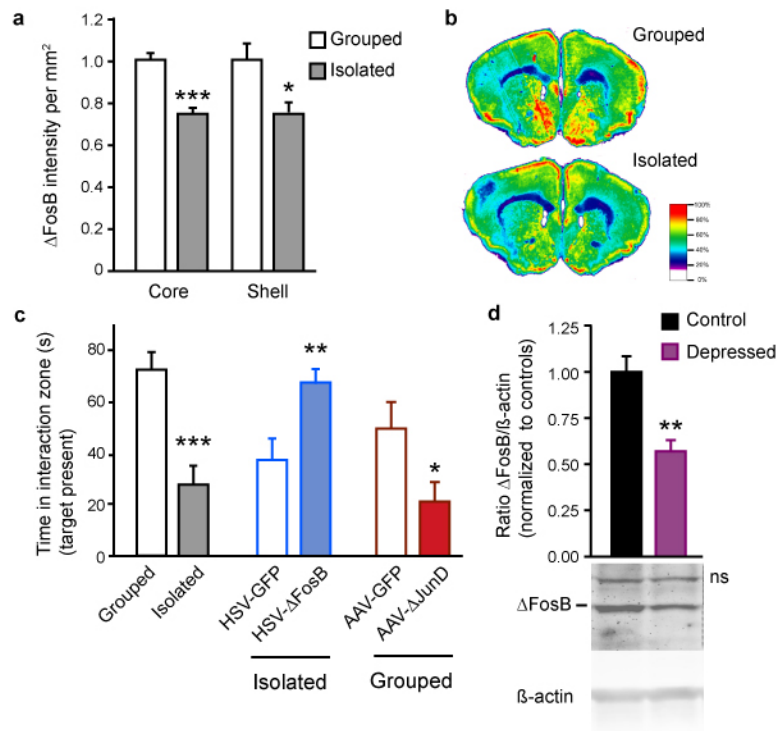 a
1.2
1.0
0.8
0.6
0.4
0.2
0
ΔFosB intensity per mm²
Grouped
Isolated
***
*
Core
Shell
b
Grouped
Isolated
100%
80%
60%
40%
20%
0%
c
80
60
40
20
0
Time in interaction zone (s)
(target present)
***
**
*
Grouped
Isolated
HSV-GFP
HSV-ΔFosB
AAV-GFP
AAV-ΔJunD
Isolated
Grouped
d
Control
Depressed
1.25
1.00
0.75
0.50
0.25
0.00
Ratio ΔFosB/ß-actin
(normalized to controls)
**
ns
ΔFosB
ß-actin